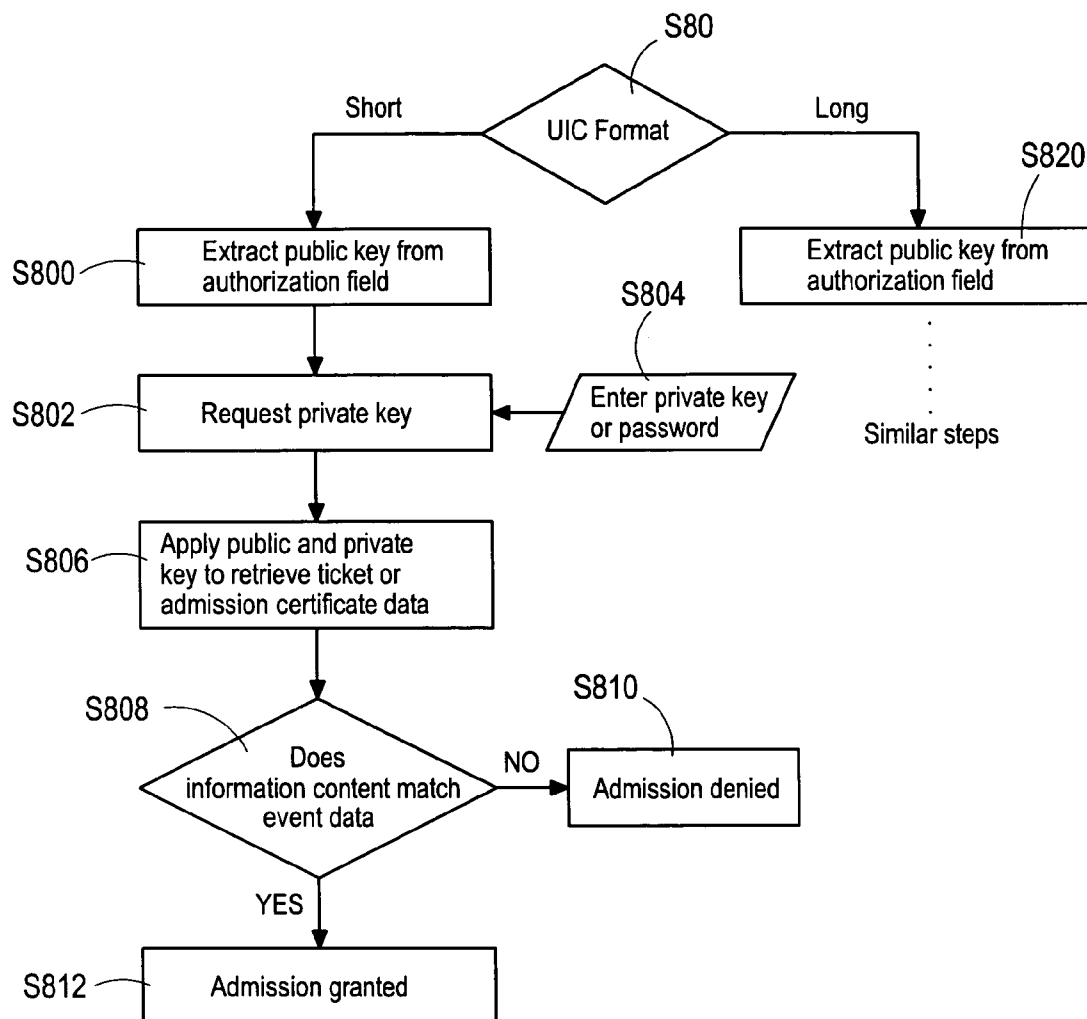 S80
Short
UIC Format
Long
S820
S800
Extract public key from
authorization field
Extract public key from
authorization field
S804
S802
Request private key
Enter private key
or password
Similar steps
S806
Apply public and private
key to retrieve ticket or
admission certificate data
S808
S810
Does
information content match
event data
NO
Admission denied
YES
S812
Admission granted